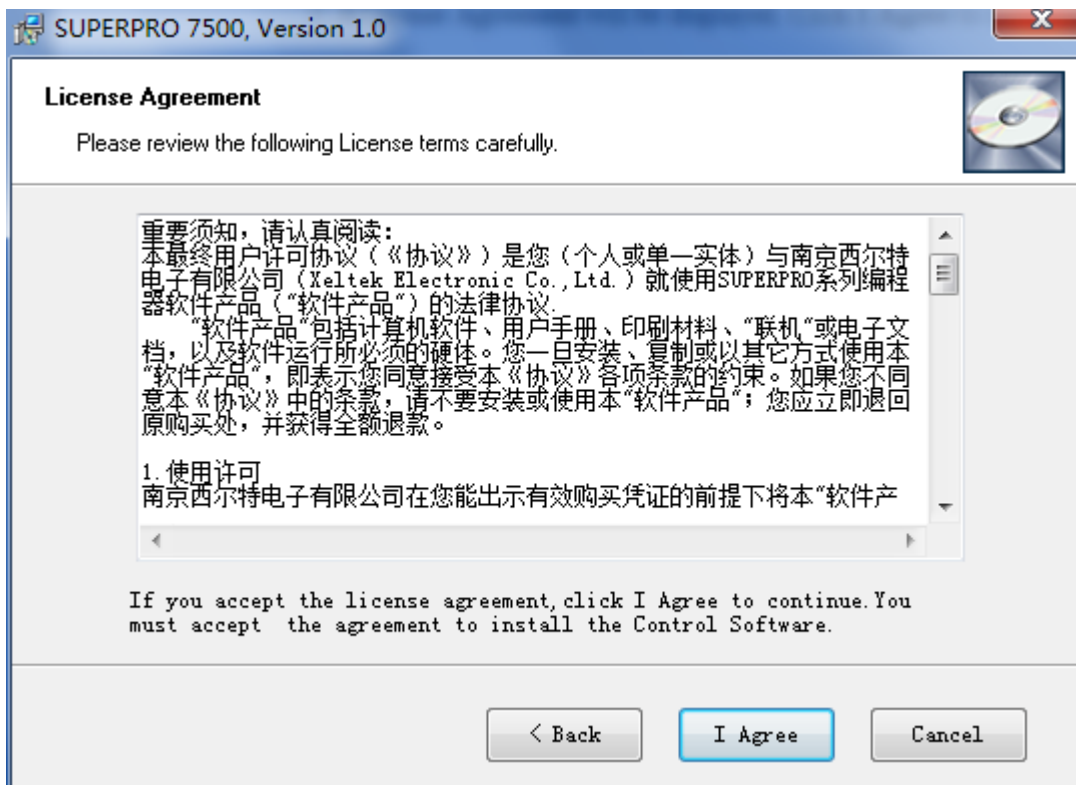 SUPERPRO 7500, Version 1.0
License Agreement
Please review the following License terms carefully.
重要须知，请认真阅读：
本最终用户许可协议（《协议》）是您（个人或单一实体）与南京西尔特
电子有限公司（Xeltek Electronic Co.,Ltd.）就使用SUPERPRO系列编程
器软件产品（"软件产品"）的法律协议.
"软件产品"包括计算机软件、用户手册、印刷材料、"联机"或电子文
档，以及软件运行所必须的硬体。您一旦安装、复制或以其它方式使用本
"软件产品"，即表示您同意接受本《协议》各项条款的约束。如果您不同
意本《协议》中的条款，请不要安装或使用本"软件产品"；您应立即退回
原购买处，并获得全额退款。
1.使用许可
南京西尔特电子有限公司在您能出示有效购买凭证的前提下将本"软件产
If you accept the license agreement,click I Agree to continue.You
must accept  the agreement to install the Control Software.
< Back
I Agree
Cancel